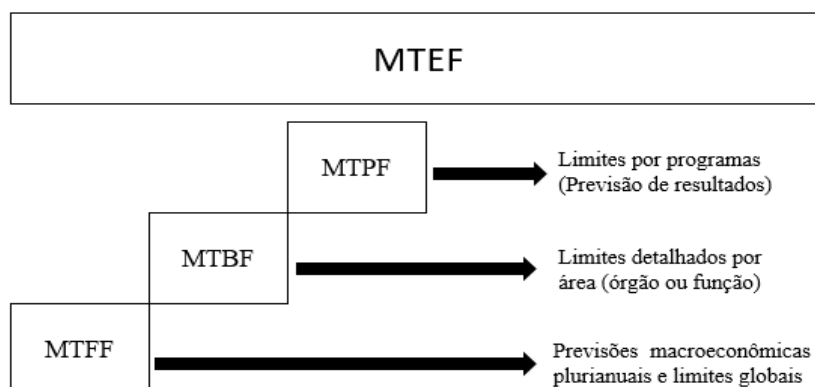 MTEF
MTPF
Limites por programas
(Previsão de resultados)
MTBF
Limites detalhados por
área (órgão ou função)
MTFF
Previsões macroeconômicas
plurianuais e limites globais